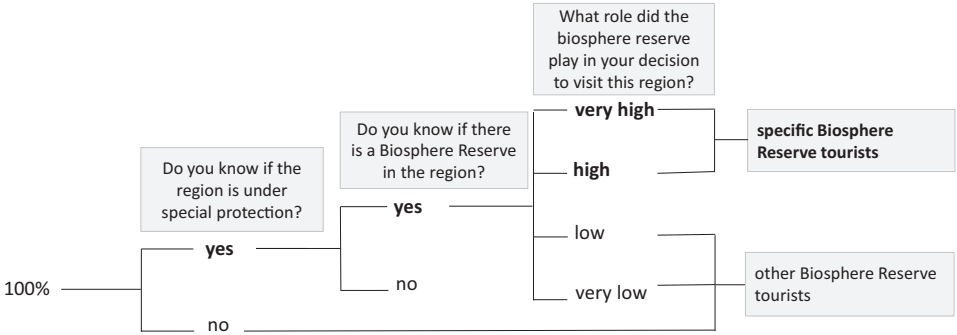 What role did the
biosphere reserve
play in your decision
to visit this region?
Do you know if there
is a Biosphere Reserve
in the region?
Do you know if the
region is under
special protection?
very high
high
low
very low
yes
no
yes
no
100%
specific Biosphere
Reserve tourists
other Biosphere Reserve
tourists